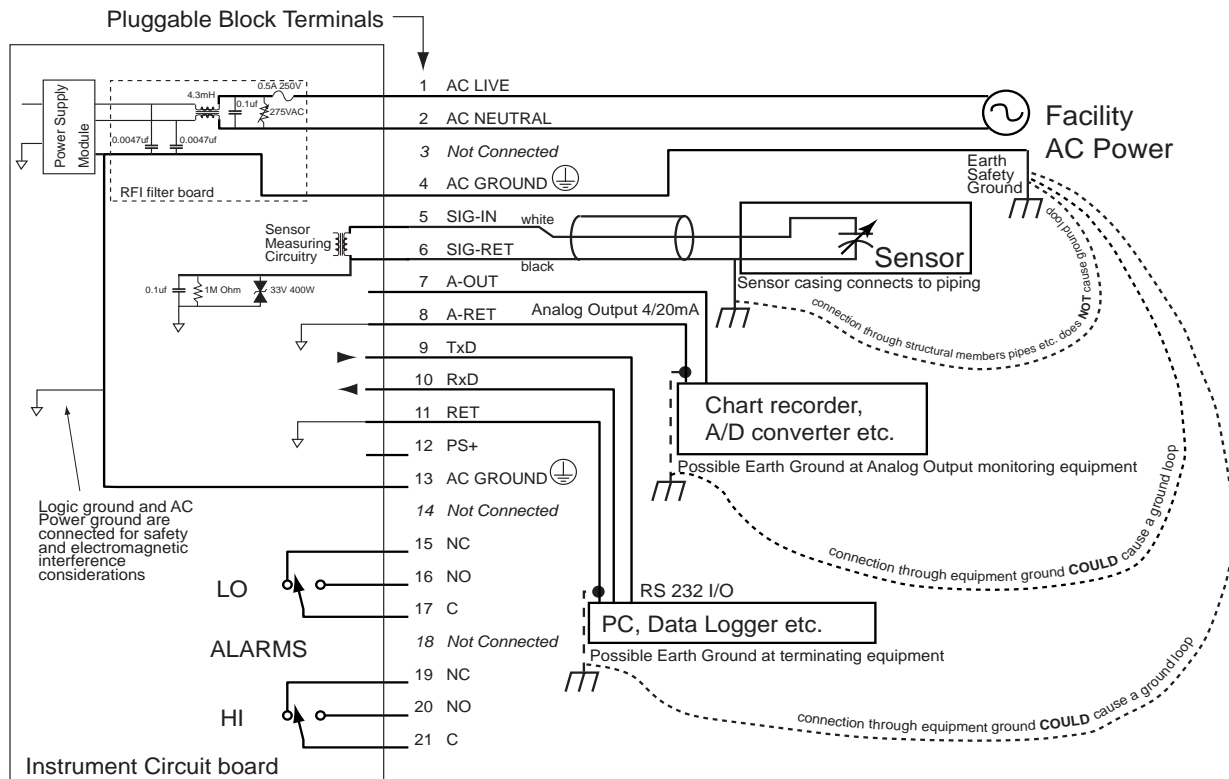 Pluggable Block Terminals
Power Supply
Module
4.3mH
0.5A 250V
0.1uf
275VAC
0.0047uf
0.0047uf
RFI filter board
1 AC LIVE
2 AC NEUTRAL
3 Not Connected
4 AC GROUND
5 SIG-IN
6 SIG-RET
7 A-OUT
8 A-RET
9 TxD
10 RxD
11 RET
12 PS+
13 AC GROUND
14 Not Connected
15 NC
16 NO
17 C
18 Not Connected
19 NC
20 NO
21 C
Facility
AC Power
Earth
Safety
Ground
white
black
Sensor
Measuring
Circuitry
0.1uf
1M Ohm
33V 400W
Sensor
Sensor casing connects to piping
connection through structural members pipes etc. does NOT cause ground loop
Analog Output 4/20mA
Chart recorder,
A/D converter etc.
Possible Earth Ground at Analog Output monitoring equipment
connection through equipment ground COULD cause a ground loop
RS 232 I/O
PC, Data Logger etc.
Possible Earth Ground at terminating equipment
connection through equipment ground COULD cause a ground loop
Logic ground and AC
Power ground are
connected for safety
and electromagnetic
interference
considerations
LO
ALARMS
HI
Instrument Circuit board